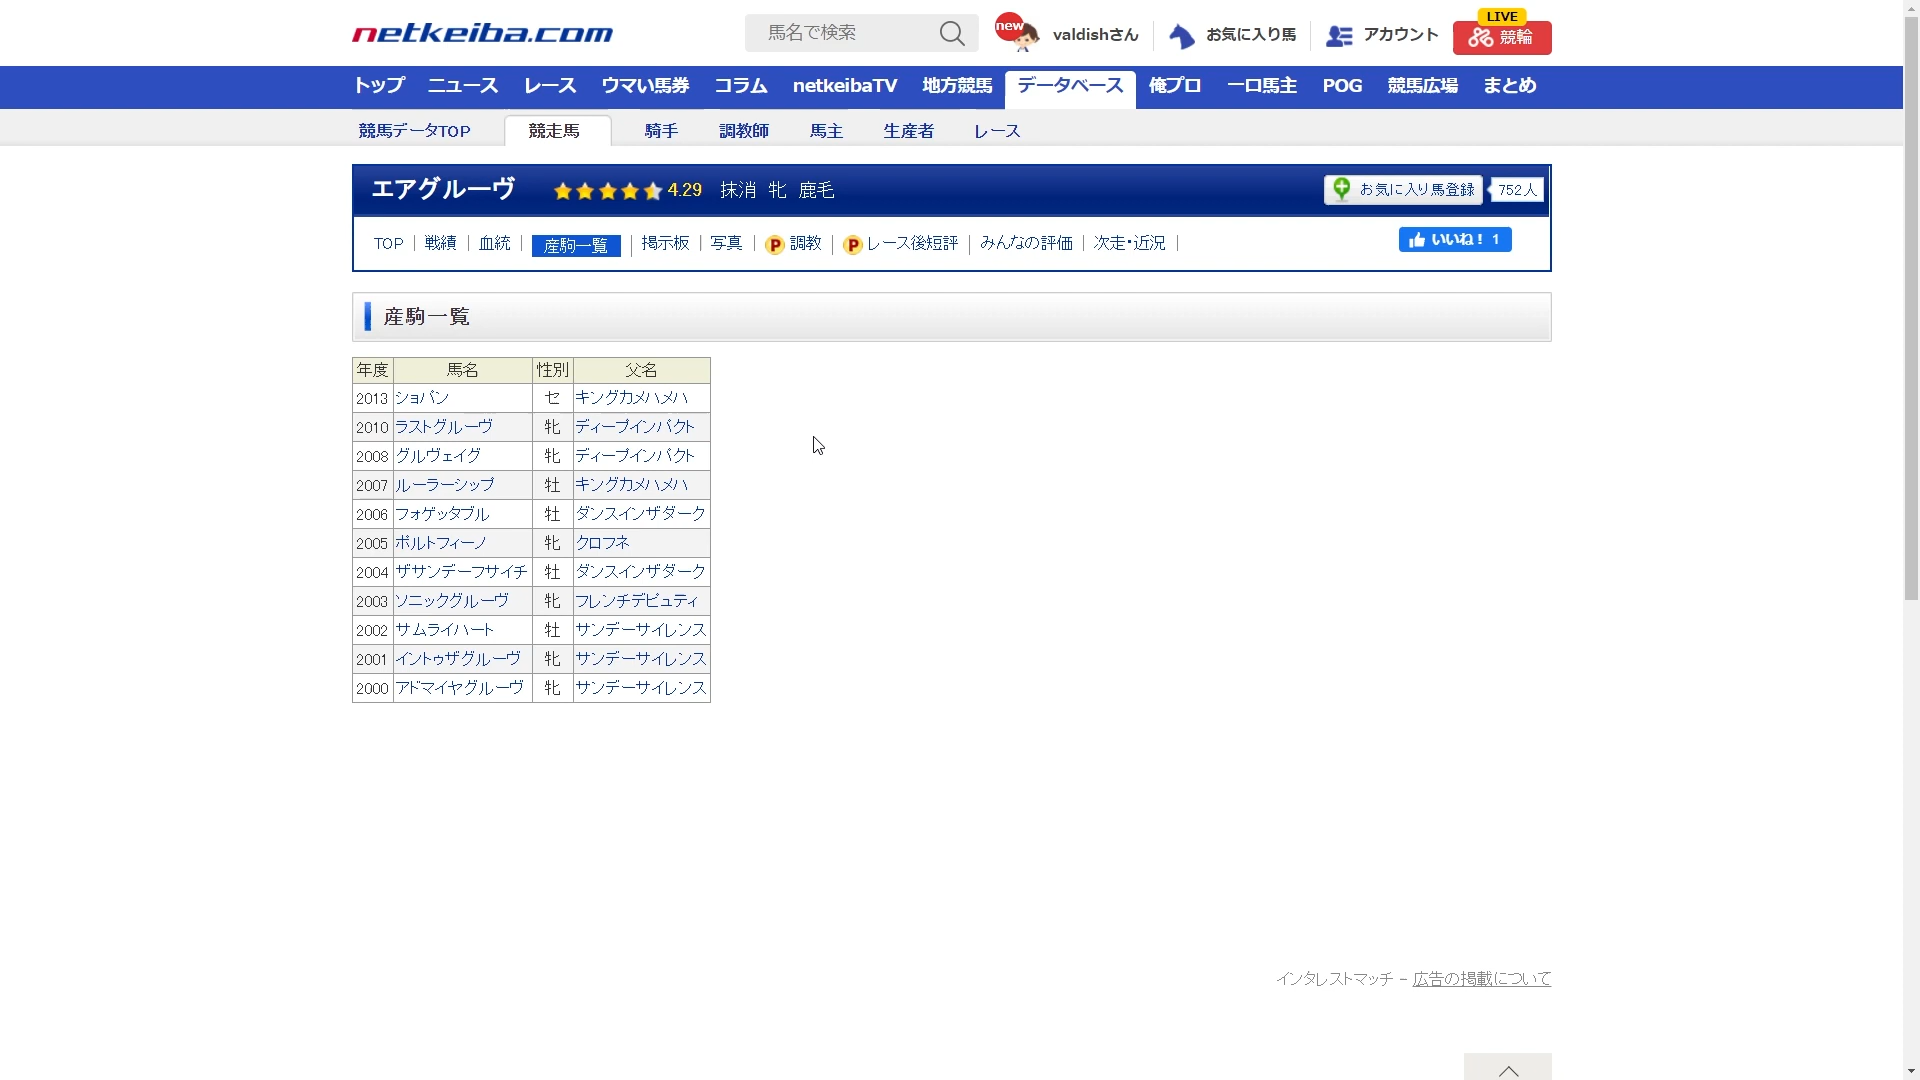 netkeiba.com 馬名で検索 new valdishさん お気に入り馬 アカウント LIVE 競輪
トップ ニュース レース ウマい馬券 コラム netkeibaTV 地方競馬 データベース 俺プロ 一口馬主 POG 競馬広場 まとめ
競馬データTOP 競走馬 騎手 調教師 馬主 生産者 レース
エアグルーヴ 4.29 抹消 牝 鹿毛 お気に入り馬登録 752人
TOP 戦績 血統 産駒一覧 掲示板 写真 P 調教 P レース後短評 みんなの評価 次走・近況 いいね! 1
産駒一覧
年度 馬名 性別 父名
2013 ショパン セ キングカメハメハ
2010 ラストグルーヴ 牝 ディープインパクト
2008 グルヴェイグ 牝 ディープインパクト
2007 ルーラーシップ 牡 キングカメハメハ
2006 フォゲッタブル 牡 ダンスインザダーク
2005 ポルトフィーノ 牝 クロフネ
2004 ザサンデーフサイチ 牡 ダンスインザダーク
2003 ソニックグルーヴ 牝 フレンチデピュティ
2002 サムライハート 牡 サンデーサイレンス
2001 イントゥザグルーヴ 牝 サンデーサイレンス
2000 アドマイヤグルーヴ 牝 サンデーサイレンス
インタレストマッチ - 広告の掲載について